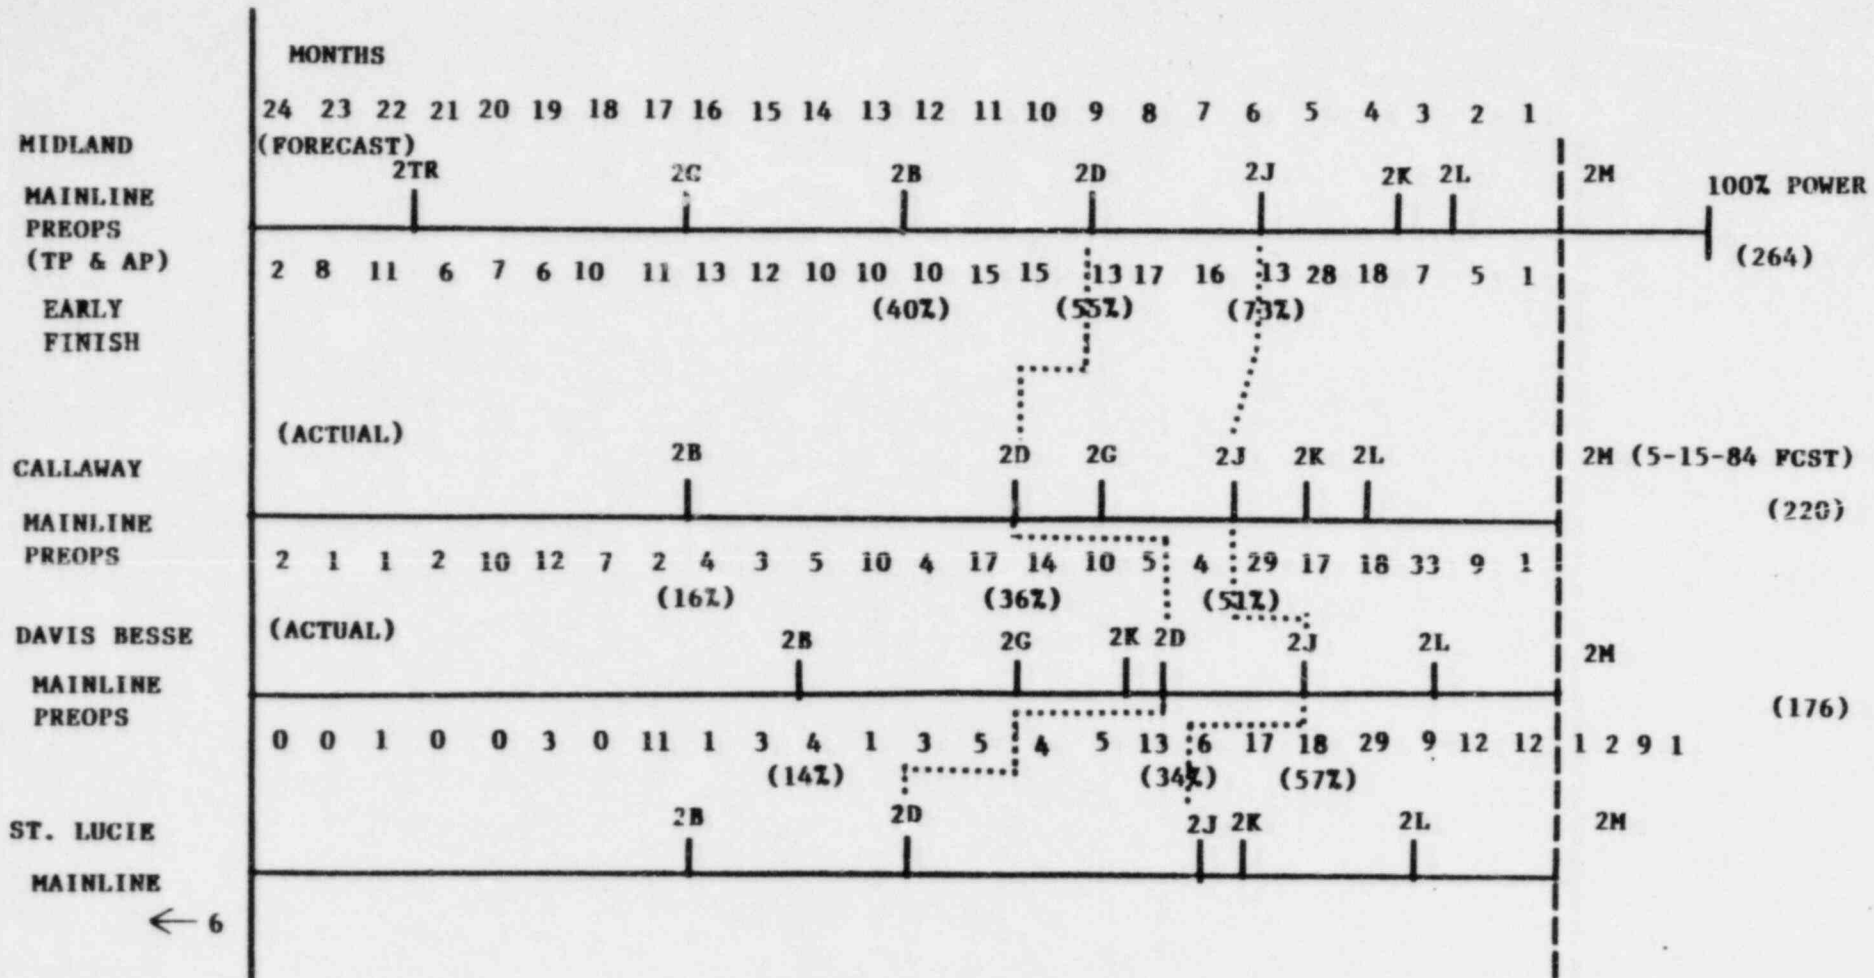 MONTHS
24 23 22 21 20 19 18 17 16 15 14 13 12 11 10 9 8 7 6 5 4 3 2 1
MIDLAND (FORECAST)
2TR 2C 2B 2D 2J 2K 2L 2M 100% POWER
MAINLINE
PREOPS
(TP & AP) (264)
2 8 11 6 7 6 10 11 13 12 10 10 10 15 15 13 17 16 13 28 18 7 5 1
EARLY (40%) (55%) (73%)
FINISH
(ACTUAL)
CALLAWAY 2B 2D 2G 2J 2K 2L 2M (5-15-84 FCST)
(220)
MAINLINE
PREOPS
2 1 1 2 10 12 7 2 4 3 5 10 4 17 14 10 5 4 29 17 18 33 9 1
(16%) (36%) (51%)
DAVIS BESSE (ACTUAL)
2B 2G 2K 2D 2J 2L 2M
MAINLINE
PREOPS (176)
0 0 1 0 0 3 0 11 1 3 4 1 3 5 4 5 13 6 17 18 29 9 12 12 1 2 9 1
(14%) (34%) (57%)
ST. LUCIE 2B 2D 2J 2K 2L 2M
MAINLINE
← 6